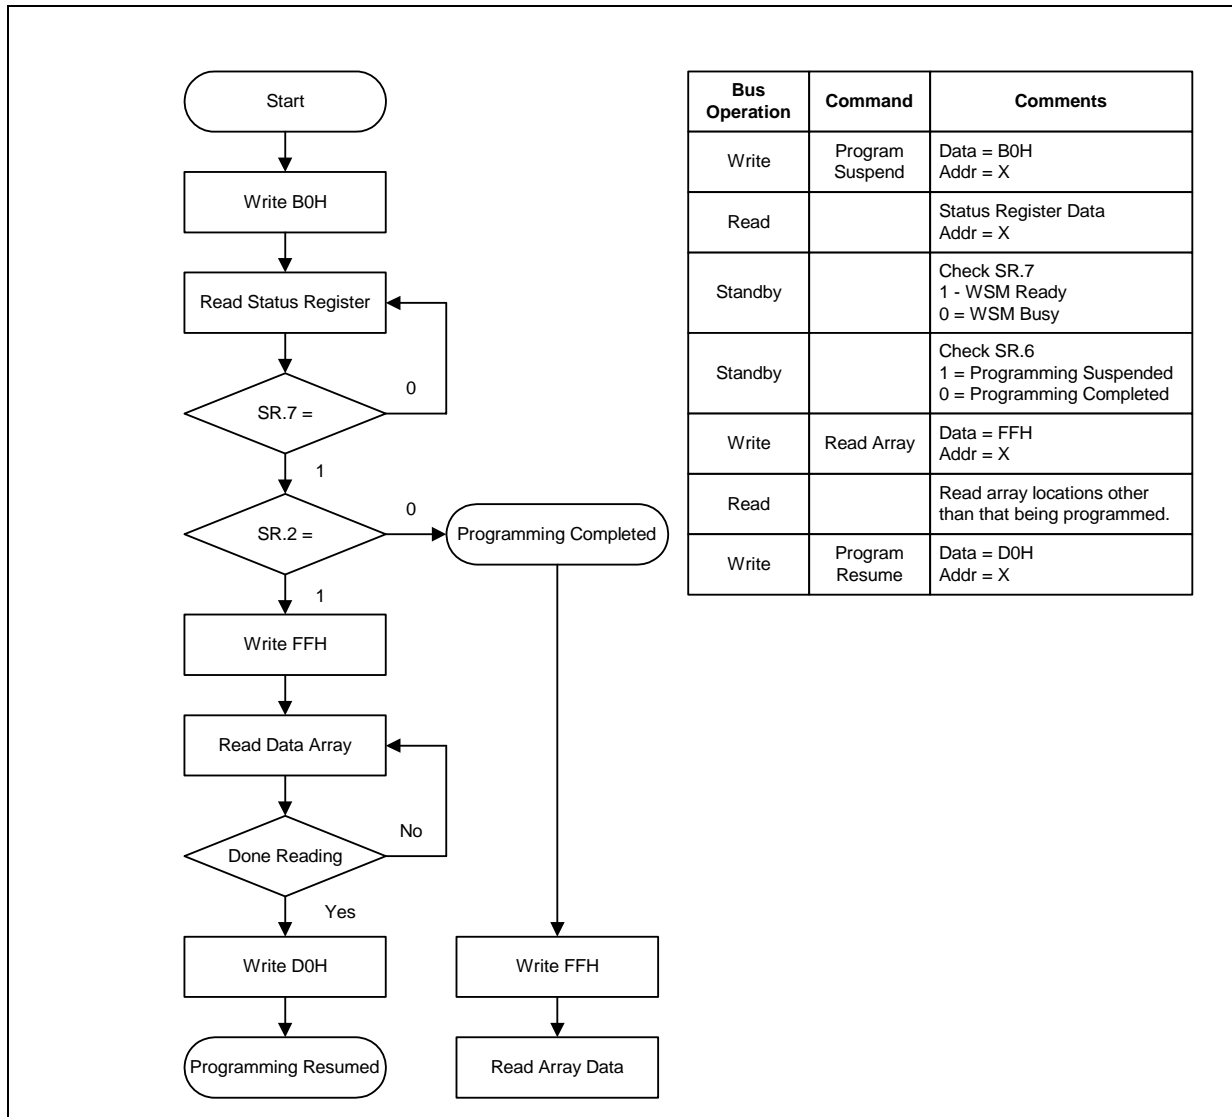 Start
Write B0H
Read Status Register
0
SR.7 =
1
0
SR.2 =
Programming Completed
1
Write FFH
Read Data Array
No
Done Reading
Yes
Write D0H
Write FFH
Programming Resumed
Read Array Data
Bus
Operation
Command
Comments
Write
Program
Suspend
Data = B0H
Addr = X
Read
Status Register Data
Addr = X
Standby
Check SR.7
1 - WSM Ready
0 = WSM Busy
Standby
Check SR.6
1 = Programming Suspended
0 = Programming Completed
Write
Read Array
Data = FFH
Addr = X
Read
Read array locations other
than that being programmed.
Write
Program
Resume
Data = D0H
Addr = X